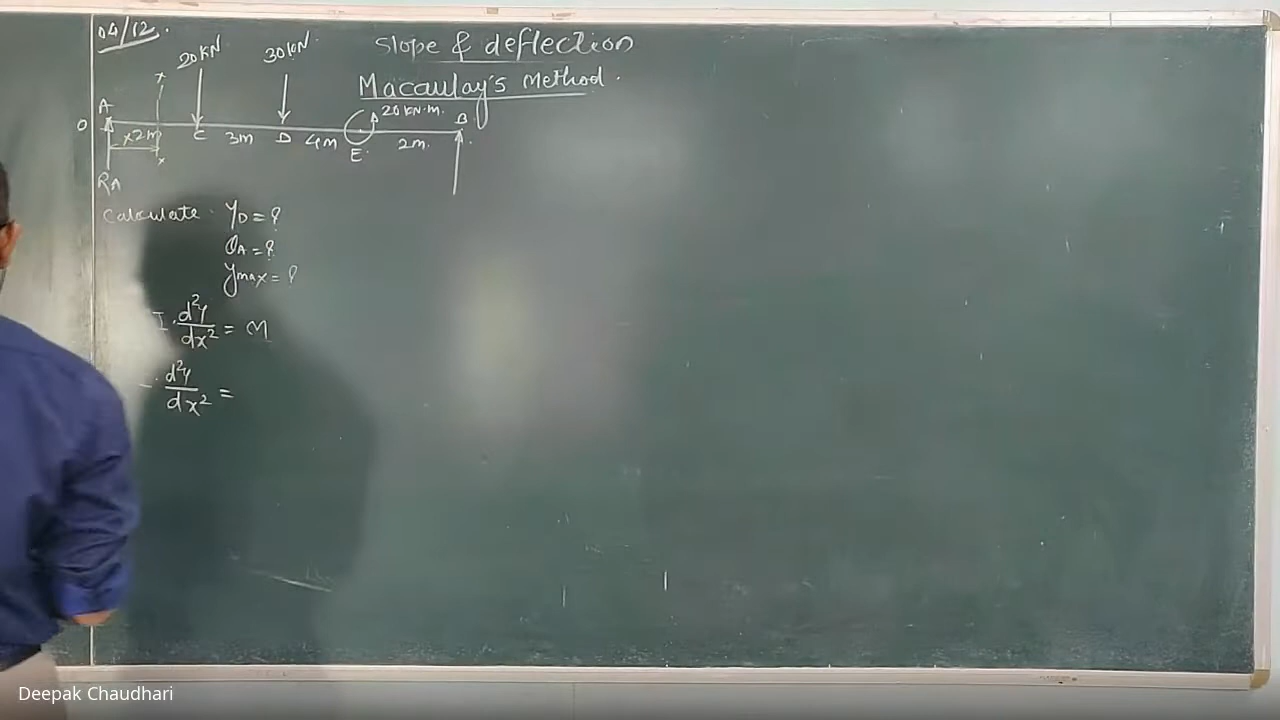 04/12.
Slope & deflection
Macaulay's Method.
20 kN
30 kN
20 kN.m.
x
A
B
0
x 2m
C
3m
D
4m
E
2m
x
RA
Calculate yD = ?
θA = ?
ymax = ?
I. d²y/dx² = M
d²y/dx² =
Deepak Chaudhari